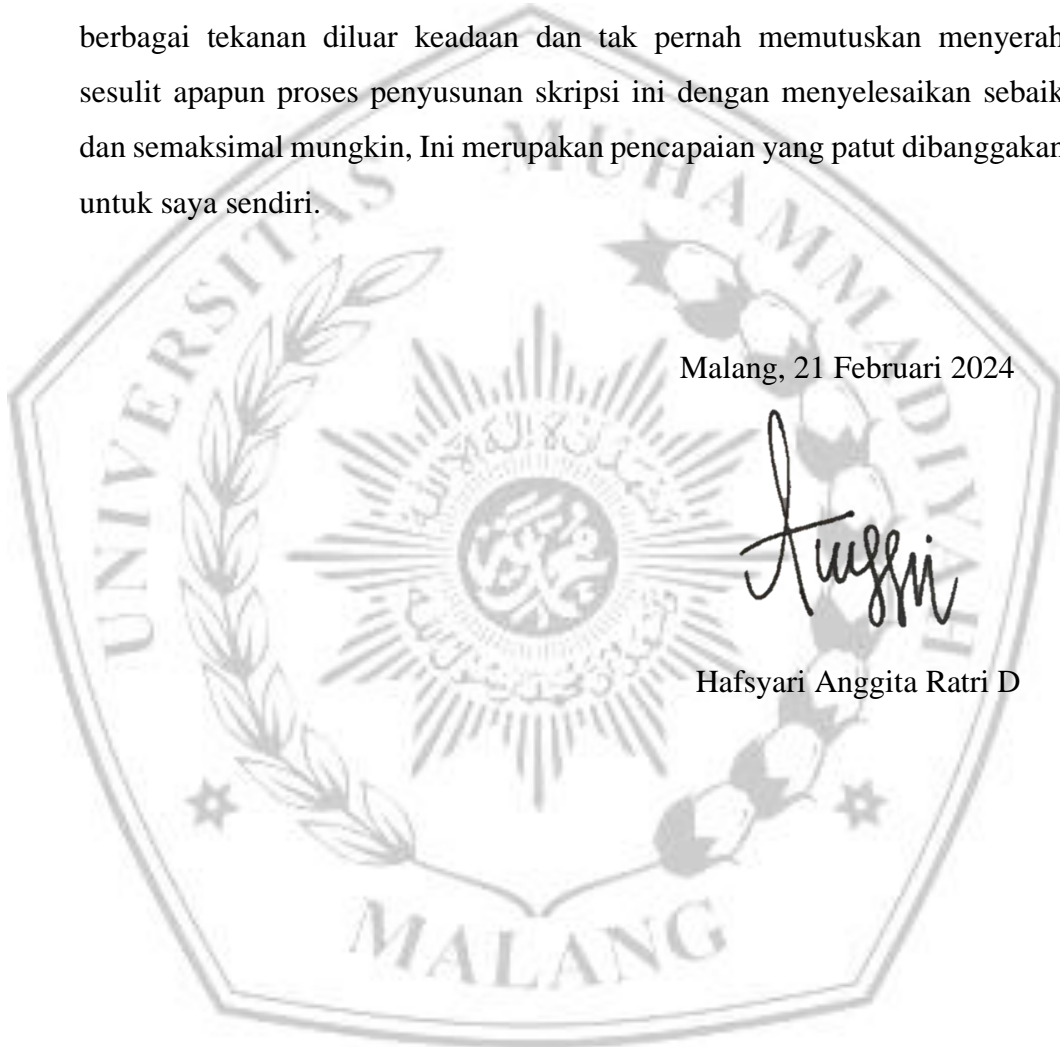 berbagai tekanan diluar keadaan dan tak pernah memutuskan menyerah
sesulit apapun proses penyusunan skripsi ini dengan menyelesaikan sebaik
dan semaksimal mungkin, Ini merupakan pencapaian yang patut dibanggakan
untuk saya sendiri.
UNIVERSITAS MUHAMMADIYAH
Malang, 21 Februari 2024
Hafsyari Anggita Ratri D
MALANG